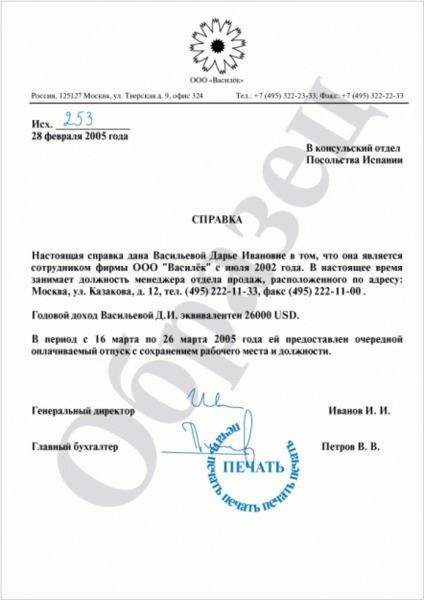 ООО «Василёк»
Россия, 125127 Москва, ул. Тверская д. 9, офис 324 Тел.: +7 (495) 322-23-33; Факс: +7 (495) 322-22-33
Исх. 253
28 февраля 2005 года
В консульский отдел
Посольства Испании
СПРАВКА
Настоящая справка дана Васильевой Дарье Ивановне в том, что она является
сотрудником фирмы ООО "Василёк" с июля 2002 года. В настоящее время
занимает должность менеджера отдела продаж, расположенного по адресу:
Москва, ул. Казакова, д. 12, тел. (495) 222-11-33, факс (495) 222-11-00 .
Годовой доход Васильевой Д.И. эквивалентен 26000 USD.
В период с 16 марта по 26 марта 2005 года ей предоставлен очередной
оплачиваемый отпуск с сохранением рабочего места и должности.
Генеральный директор Иванов И. И.
Главный бухгалтер Петров В. В.
ПЕЧАТЬ
печать печать печать печать печать
Образец